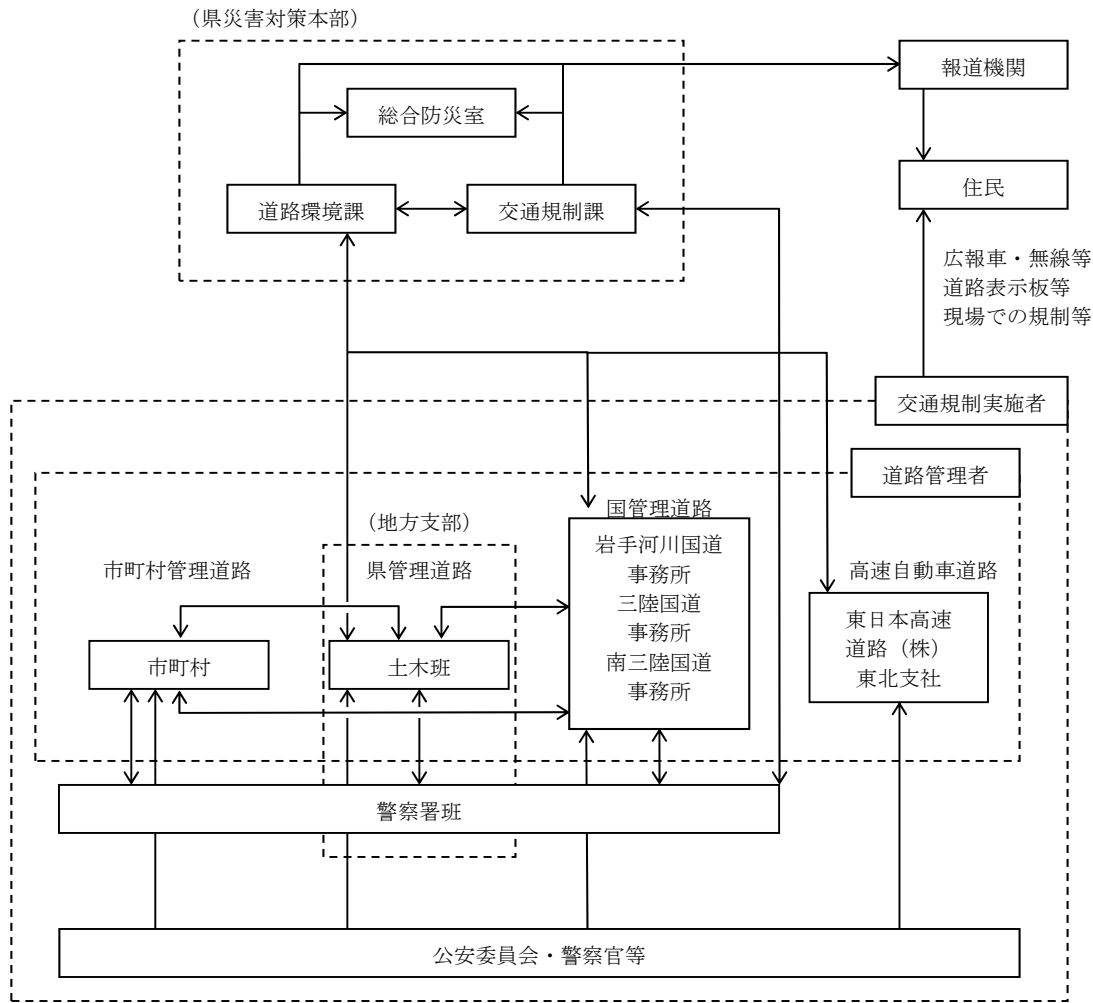 （県災害対策本部）
報道機関
総合防災室
住民
道路環境課
交通規制課
広報車・無線等
道路表示板等
現場での規制等
交通規制実施者
道路管理者
国管理道路
（地方支部）
岩手河川国道
事務所
三陸国道
事務所
南三陸国道
事務所
市町村管理道路
県管理道路
高速自動車道路
東日本高速
道路（株）
東北支社
市町村
土木班
警察署班
公安委員会・警察官等